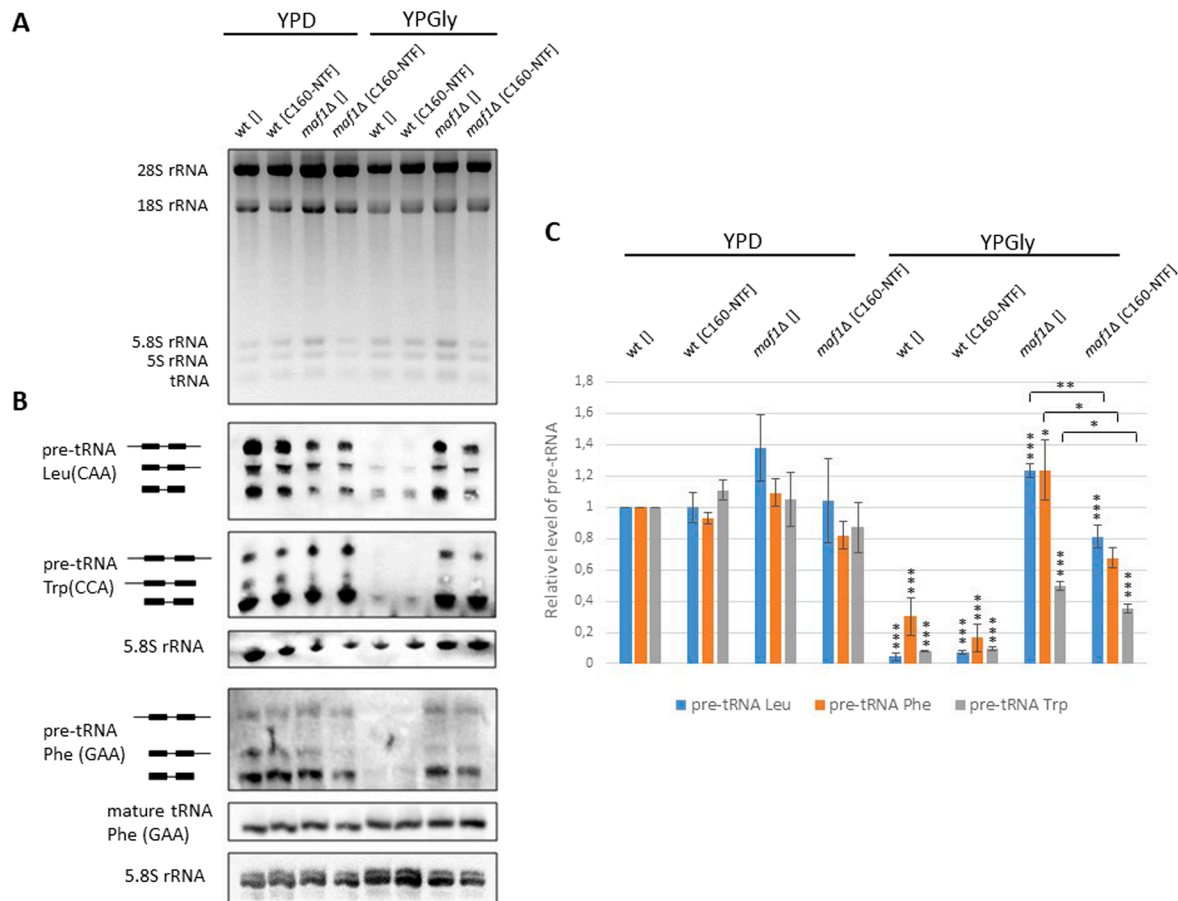 A
YPD YPGly
wt [] wt [C160-NTF] maf1Δ [] maf1Δ [C160-NTF] wt [] wt [C160-NTF] maf1Δ [] maf1Δ [C160-NTF]
28S rRNA
18S rRNA
5.8S rRNA
5S rRNA
tRNA
B
pre-tRNA
Leu(CAA)
pre-tRNA
Trp(CCA)
5.8S rRNA
pre-tRNA
Phe (GAA)
mature tRNA
Phe (GAA)
5.8S rRNA
C
YPD YPGly
wt [] wt [C160-NTF] maf1Δ [] maf1Δ [C160-NTF] wt [] wt [C160-NTF] maf1Δ [] maf1Δ [C160-NTF]
Relative level of pre-tRNA
1,8
1,6
1,4
1,2
1
0,8
0,6
0,4
0,2
0
** * *
*** *** *** *** *** *** *** * *** *** ***
pre-tRNA Leu pre-tRNA Phe pre-tRNA Trp